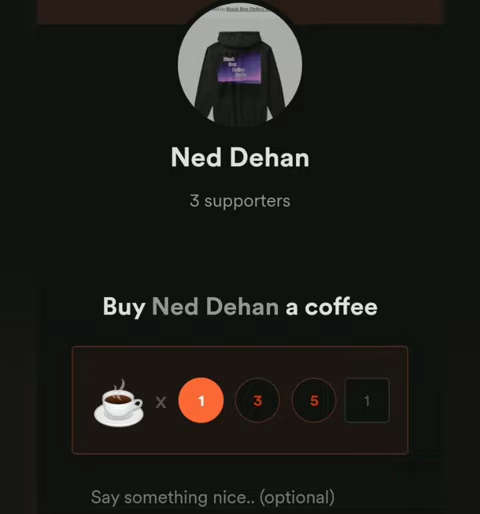 Ned Dehan
3 supporters
Buy Ned Dehan a coffee
x 1 3 5 1
Say something nice.. (optional)